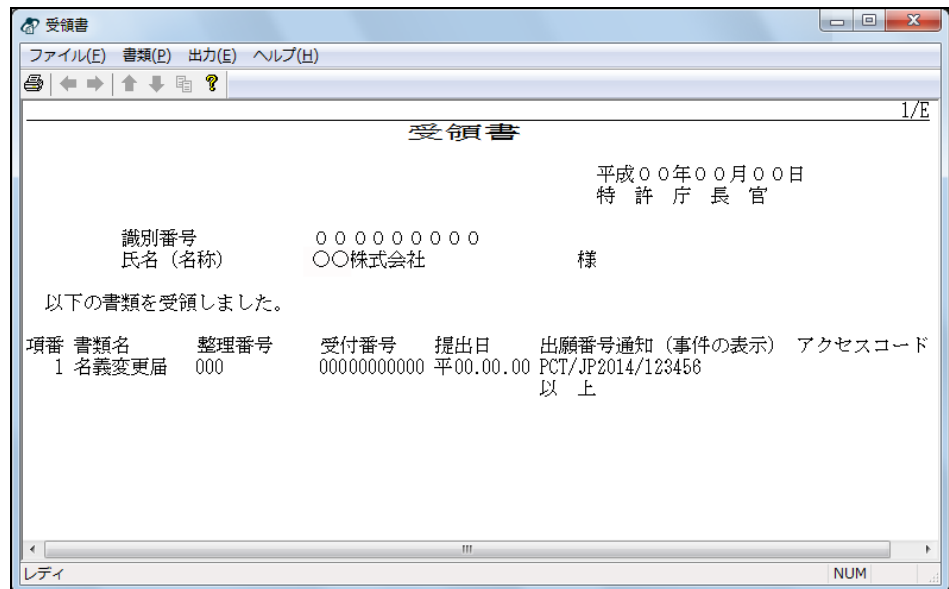 受領書
ファイル(F) 書類(P) 出力(E) ヘルプ(H)
1/E
受領書
平成００年００月００日
特 許 庁 長 官
識別番号 ０００００００００
氏名（名称） ○○株式会社 様
以下の書類を受領しました。
項番 書類名 整理番号 受付番号 提出日 出願番号通知（事件の表示） アクセスコード
1 名義変更届 000 00000000000 平00.00.00 PCT/JP2014/123456
以 上
レディ NUM